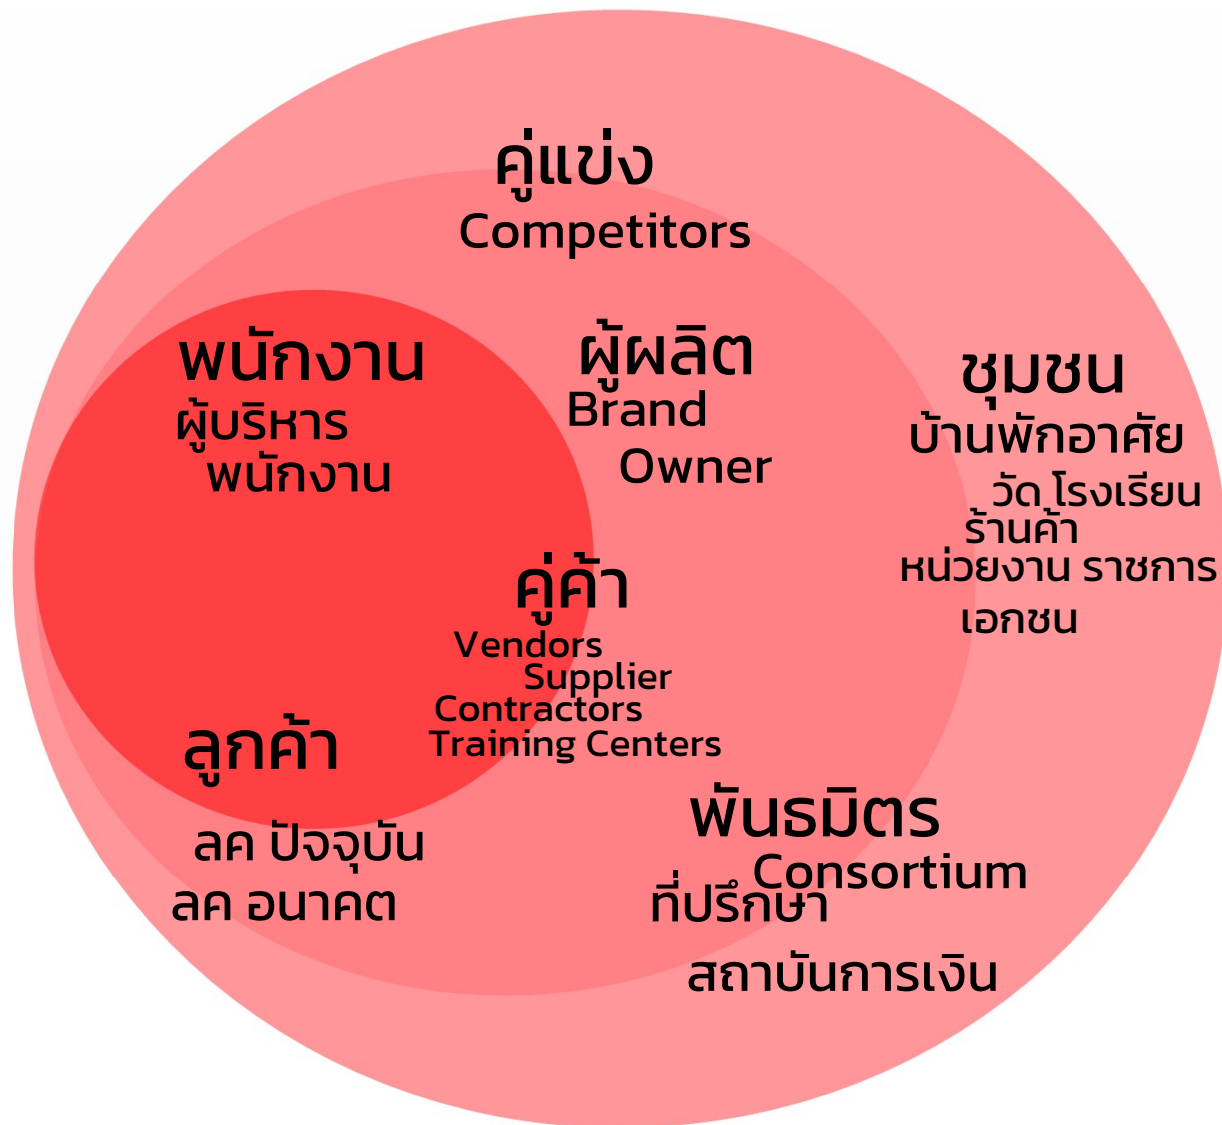 คู่แข่ง
Competitors
พนักงาน
ผู้บริหาร
พนักงาน
ผู้ผลิต
Brand
Owner
ชุมชน
บ้านพักอาศัย
วัด โรงเรียน
ร้านค้า
หน่วยงาน ราชการ
เอกชน
คู่ค้า
Vendors
Supplier
Contractors
Training Centers
ลูกค้า
ลค ปัจจุบัน
ลค อนาคต
พันธมิตร
Consortium
ที่ปรึกษา
สถาบันการเงิน